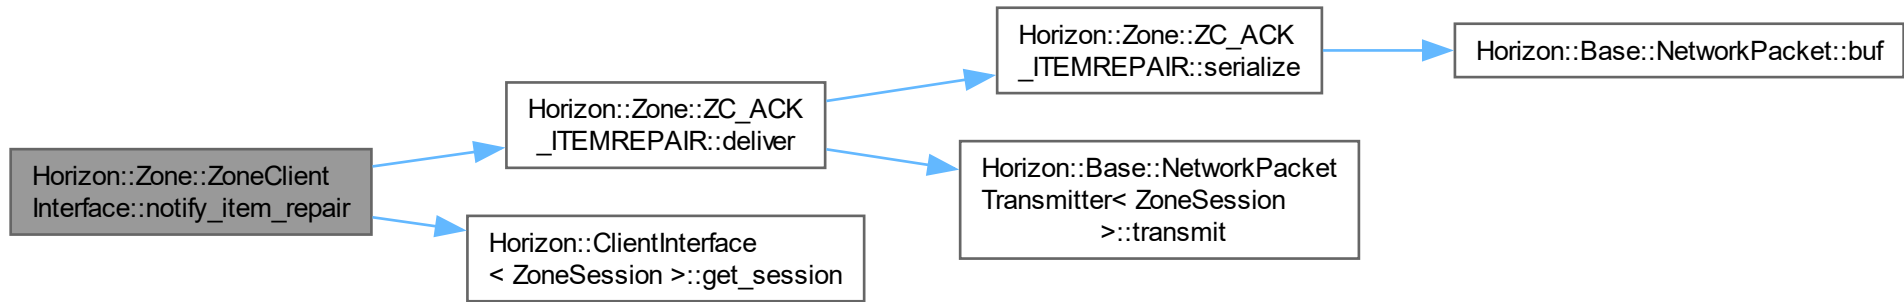 Horizon::Zone::ZoneClient
Interface::notify_item_repair
Horizon::Zone::ZC_ACK
_ITEMREPAIR::deliver
Horizon::ClientInterface
< ZoneSession >::get_session
Horizon::Zone::ZC_ACK
_ITEMREPAIR::serialize
Horizon::Base::NetworkPacket
Transmitter< ZoneSession
>::transmit
Horizon::Base::NetworkPacket::buf